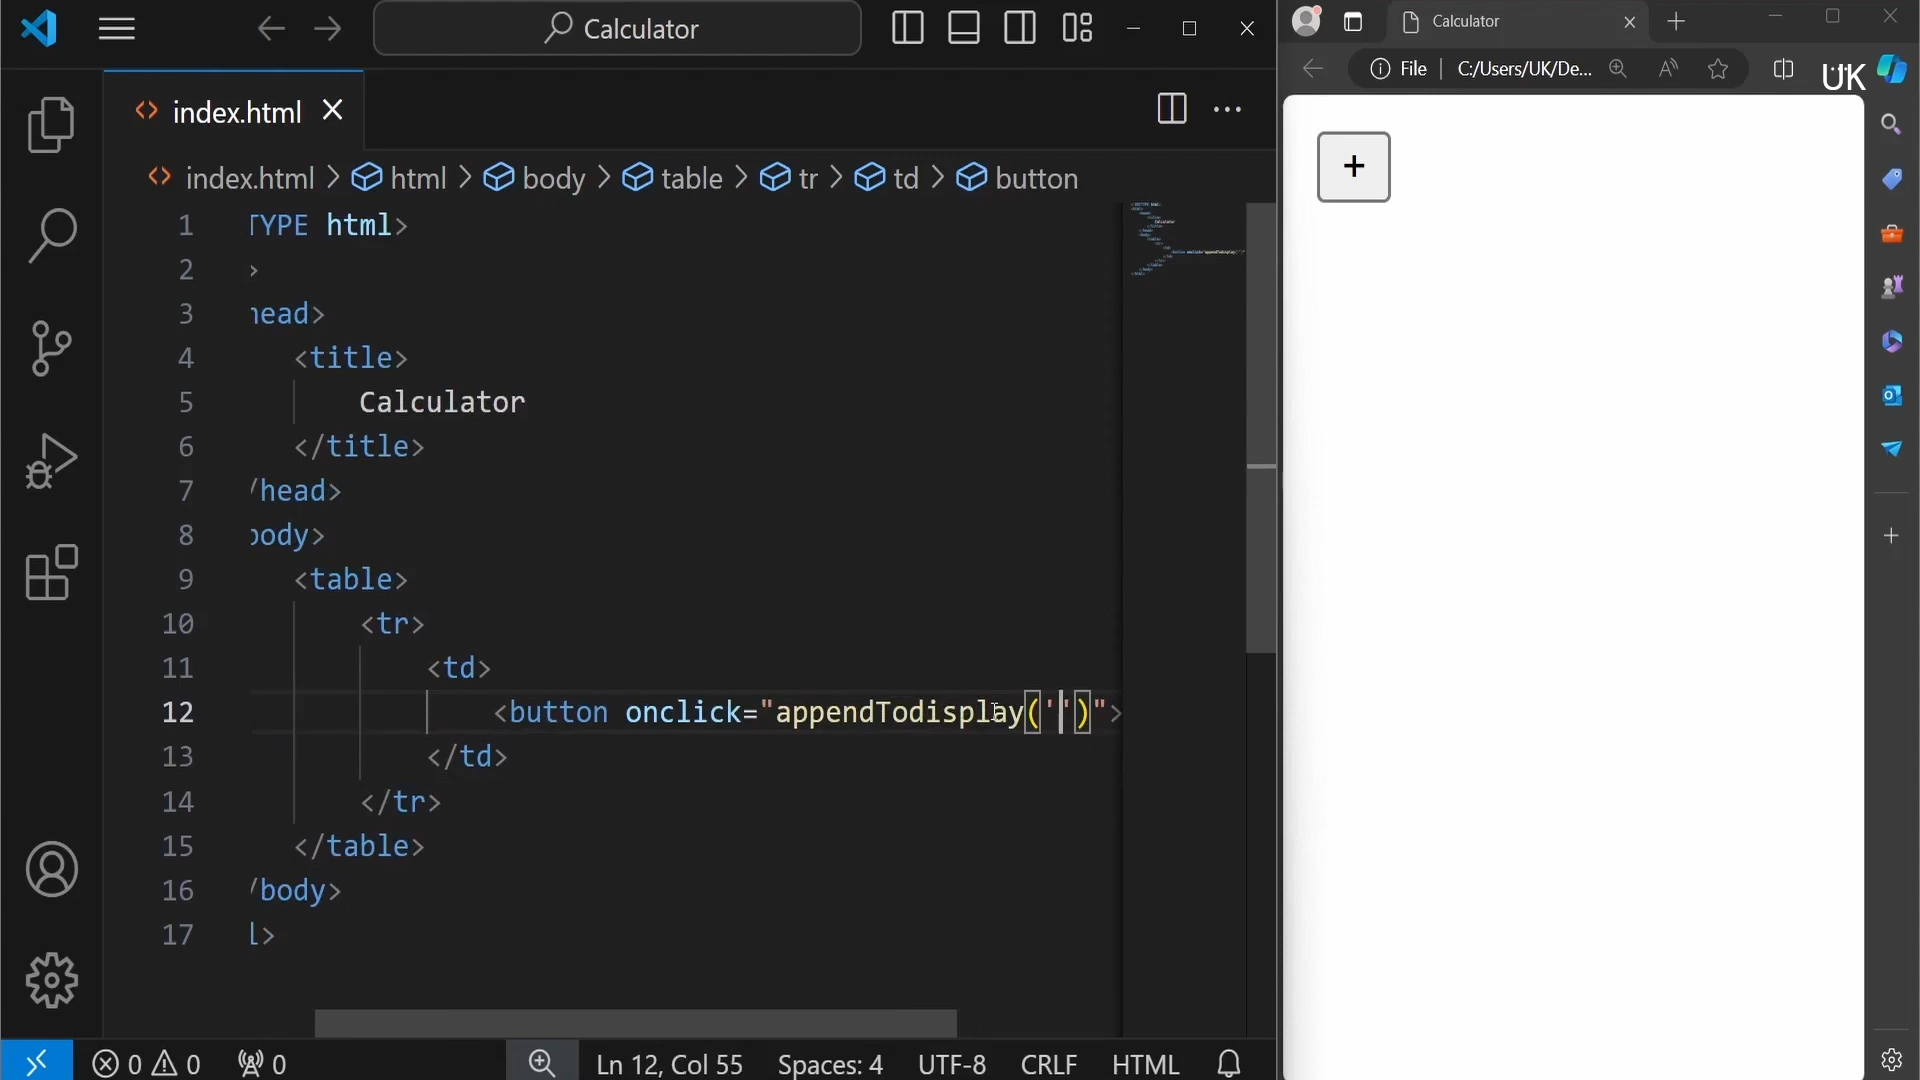 Calculator
index.html
index.html > html > body > table > tr > td > button
1 TYPE html>
2 >
3 head>
4 <title>
5 Calculator
6 </title>
7 /head>
8 body>
9 <table>
10 <tr>
11 <td>
12 <button onclick="appendTodisplay('')">
13 </td>
14 </tr>
15 </table>
16 /body>
17 l>
0 0 0 Ln 12, Col 55 Spaces: 4 UTF-8 CRLF HTML
Calculator
File C:/Users/UK/De...
UK
+